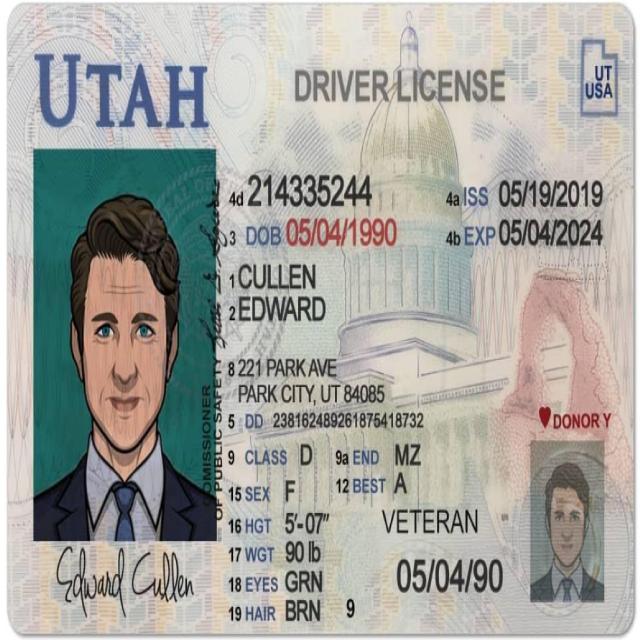 UTAH
DRIVER LICENSE
UT
USA
4d 214335244
4a ISS 05/19/2019
3 DOB 05/04/1990
4b EXP 05/04/2024
1 CULLEN
2 EDWARD
8 221 PARK AVE
PARK CITY, UT 84085
5 DD 238162489261875418732
DONOR Y
9 CLASS D 9a END MZ
15 SEX F 12 BEST A
16 HGT 5'-07"
VETERAN
17 WGT 90 lb
18 EYES GRN
05/04/90
19 HAIR BRN 9
OMISSIONER
OF PUBLIC SAFETY
Edward Cullen